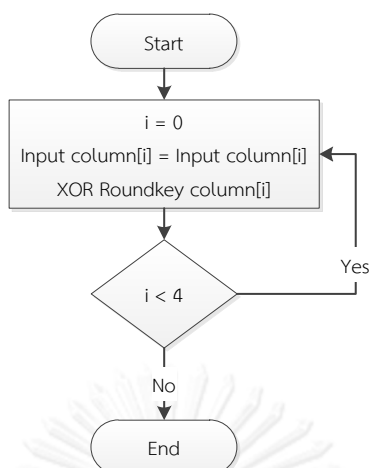 Start
i = 0
Input column[i] = Input column[i]
XOR Roundkey column[i]
Yes
i < 4
No
End